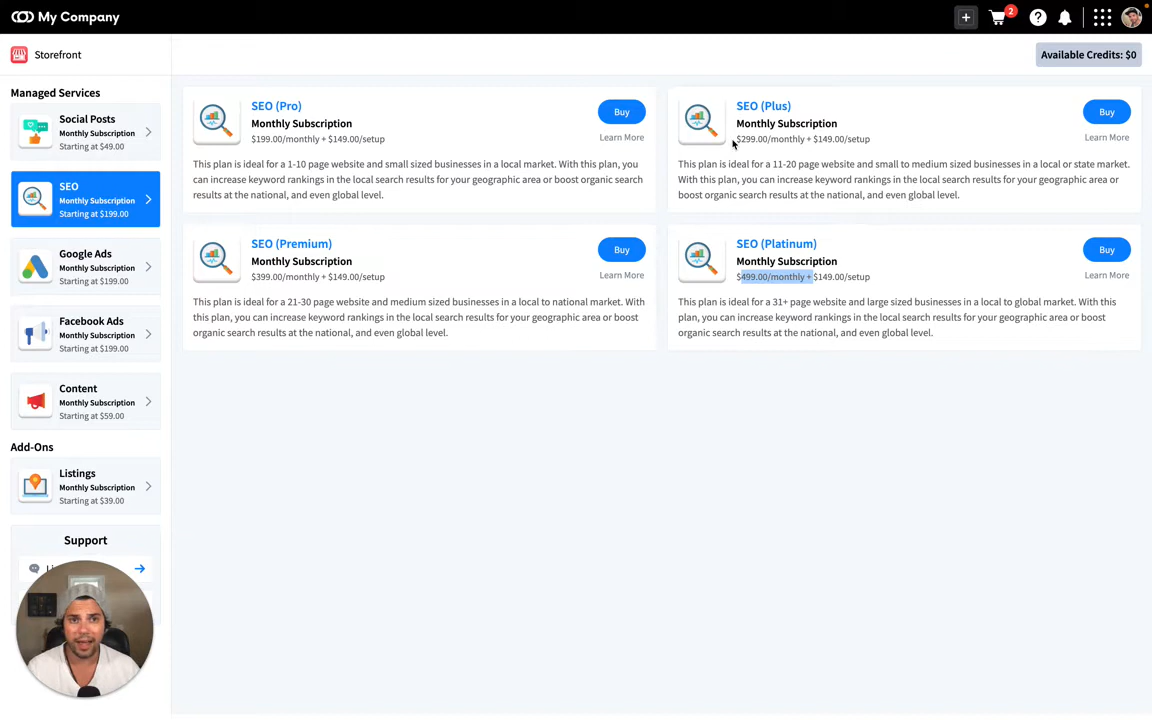 My Company
2
Storefront
Available Credits: $0
Managed Services
Social Posts
Monthly Subscription
Starting at $49.00
SEO
Monthly Subscription
Starting at $199.00
Google Ads
Monthly Subscription
Starting at $199.00
Facebook Ads
Monthly Subscription
Starting at $199.00
Content
Monthly Subscription
Starting at $59.00
Add-Ons
Listings
Monthly Subscription
Starting at $39.00
Support
SEO (Pro)
Monthly Subscription
$199.00/monthly + $149.00/setup
Buy
Learn More
This plan is ideal for a 1-10 page website and small sized businesses in a local market. With this plan, you
can increase keyword rankings in the local search results for your geographic area or boost organic search
results at the national, and even global level.
SEO (Plus)
Monthly Subscription
$299.00/monthly + $149.00/setup
Buy
Learn More
This plan is ideal for a 11-20 page website and small to medium sized businesses in a local or state market.
With this plan, you can increase keyword rankings in the local search results for your geographic area or
boost organic search results at the national, and even global level.
SEO (Premium)
Monthly Subscription
$399.00/monthly + $149.00/setup
Buy
Learn More
This plan is ideal for a 21-30 page website and medium sized businesses in a local to national market. With
this plan, you can increase keyword rankings in the local search results for your geographic area or boost
organic search results at the national, and even global level.
SEO (Platinum)
Monthly Subscription
$499.00/monthly + $149.00/setup
Buy
Learn More
This plan is ideal for a 31+ page website and large sized businesses in a local to global market. With this
plan, you can increase keyword rankings in the local search results for your geographic area or boost
organic search results at the national, and even global level.